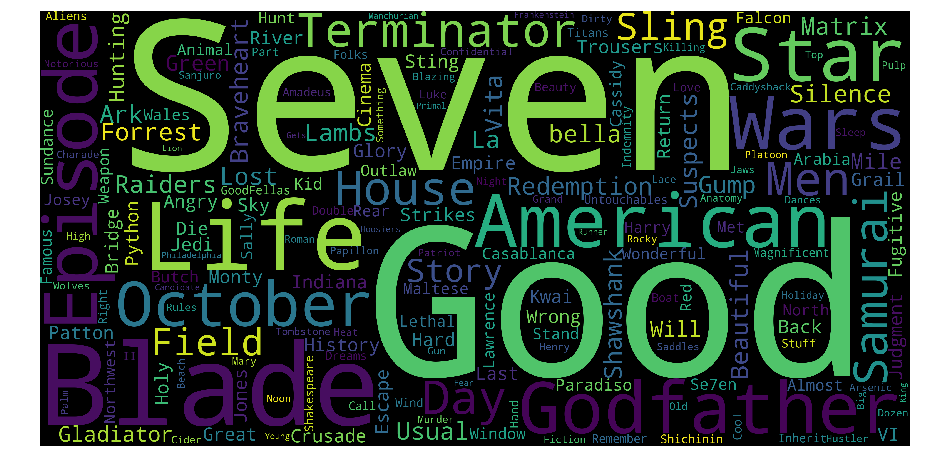 Seven
Good
Blade
Star
Wars
Life
American
Episode
Godfather
October
Samurai
House
Men
Terminator
Sling
Day
Field
Story
Matrix
Silence
Falcon
Trousers
Hunt
River
Folks
Part
Animal
Green
Aliens
Notorious
Hunting
Braveheart
Sanjuro
Manchurian
Confidential
Frankenstein
Dirty
Titans
Killing
Top
Pulp
Caddyshack
Sting
Blazing
Luke
Primal
Beauty
Love
Amadeus
Cinema
Something
Vita
La
bella
Cassidy
Indemnity
Return
Suspects
Ark
Wales
Forrest
Lambs
Glory
Empire
Outlaw
Redemption
Untouchables
Gump
Lace
Arabia
Mile
Grail
Platoon
Sleep
Jaws
Sundance
Charade
Weapon
Lion
Gets
GoodFellas
Raiders
Lost
Kid
Night
Grand
Anatomy
Dances
Fugitive
Josey
Angry
Sky
Double
Rear
Strikes
Hoosiers
Runner
Rocky
Magnificent
Famous
High
Bridge
Python
Die
Jedi
Sally
Roman
Papillon
Patriot
Casablanca
Harry
Met
Wonderful
Philadelphia
Butch
Monty
Indiana
Maltese
Kwai
Wrong
Shawshank
Boat
Red
Will
Beautiful
North
Holiday
Back
Stuff
Saddles
Judgment
Wolves
Candidate
Right
Rules
Tombstone
Heat
Gun
Lethal
Hard
Stand
Henry
Lawrence
Patton
History
Northwest
II
Mary
Dreams
Escape
Last
Paradiso
Se7en
Almost
Arsenic
King
Palm
Noon
Beach
Holy
Jones
Shakespeare
Call
Wind
Fear
Hand
Old
Cool
Big
Dozen
Gladiator
Cider
Great
Young
Crusade
Murder
Usual
Window
Fiction
Remember
Shichinin
Inherit
Hustler
VI